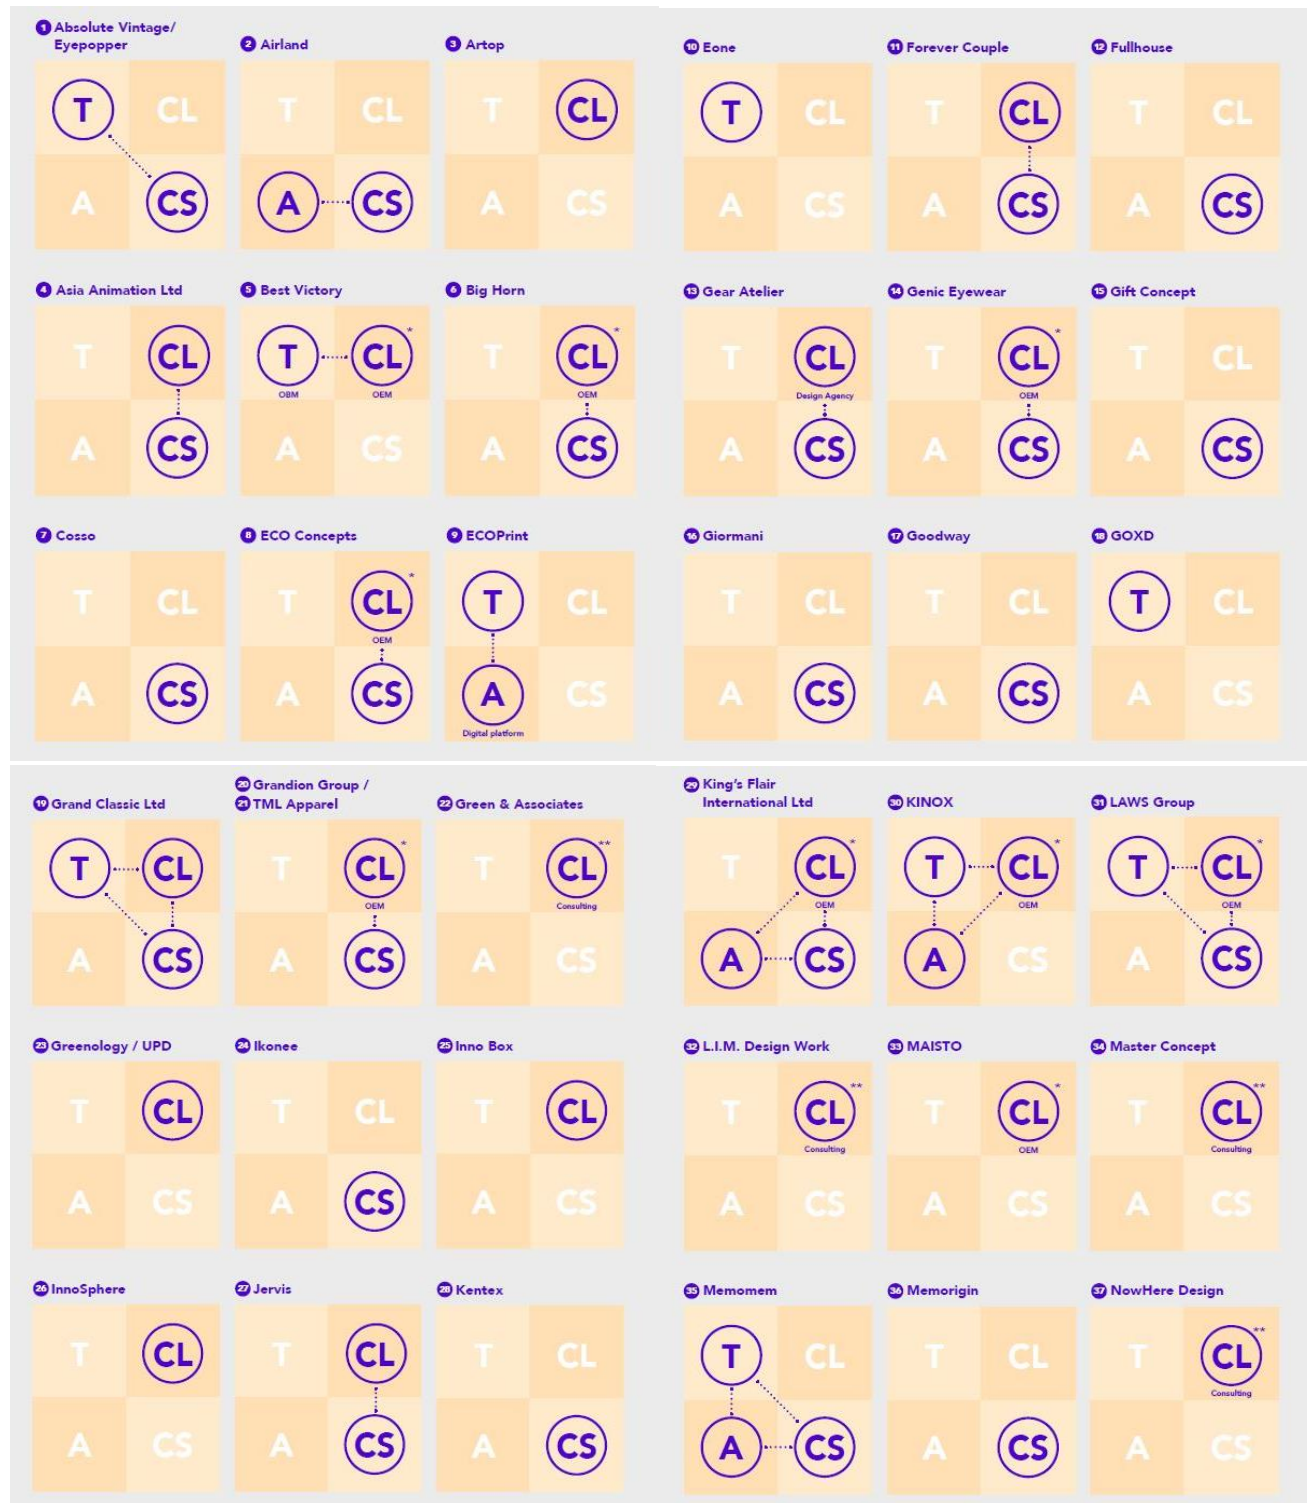 1 Absolute Vintage/
Eyepopper
T CL
A CS
2 Airland
T CL
A CS
3 Artop
T CL
A CS
4 Asia Animation Ltd
T CL
A CS
5 Best Victory
T CL*
OBM OEM
A CS
6 Big Horn
T CL*
OEM
A CS
7 Cosso
T CL
A CS
8 ECO Concepts
T CL*
OEM
A CS
9 ECOPrint
T CL
A CS
Digital platform
10 Eone
T CL
A CS
11 Forever Couple
T CL
A CS
12 Fullhouse
T CL
A CS
13 Gear Atelier
T CL
Design Agency
A CS
14 Genic Eyewear
T CL*
OEM
A CS
15 Gift Concept
T CL
A CS
16 Giormani
T CL
A CS
17 Goodway
T CL
A CS
18 GOXD
T CL
A CS
19 Grand Classic Ltd
T CL
A CS
20 Grandion Group /
21 TML Apparel
T CL*
OEM
A CS
22 Green & Associates
T CL**
Consulting
A CS
23 Greenology / UPD
T CL
A CS
24 Ikonee
T CL
A CS
25 Inno Box
T CL
A CS
26 InnoSphere
T CL
A CS
27 Jervis
T CL
A CS
28 Kentex
T CL
A CS
29 King's Flair
International Ltd
T CL*
OEM
A CS
30 KINOX
T CL*
OEM
A CS
31 LAWS Group
T CL*
OEM
A CS
32 L.I.M. Design Work
T CL**
Consulting
A CS
33 MAISTO
T CL*
OEM
A CS
34 Master Concept
T CL**
Consulting
A CS
35 Memomem
T CL
A CS
36 Memorigin
T CL
A CS
37 NowHere Design
T CL**
Consulting
A CS